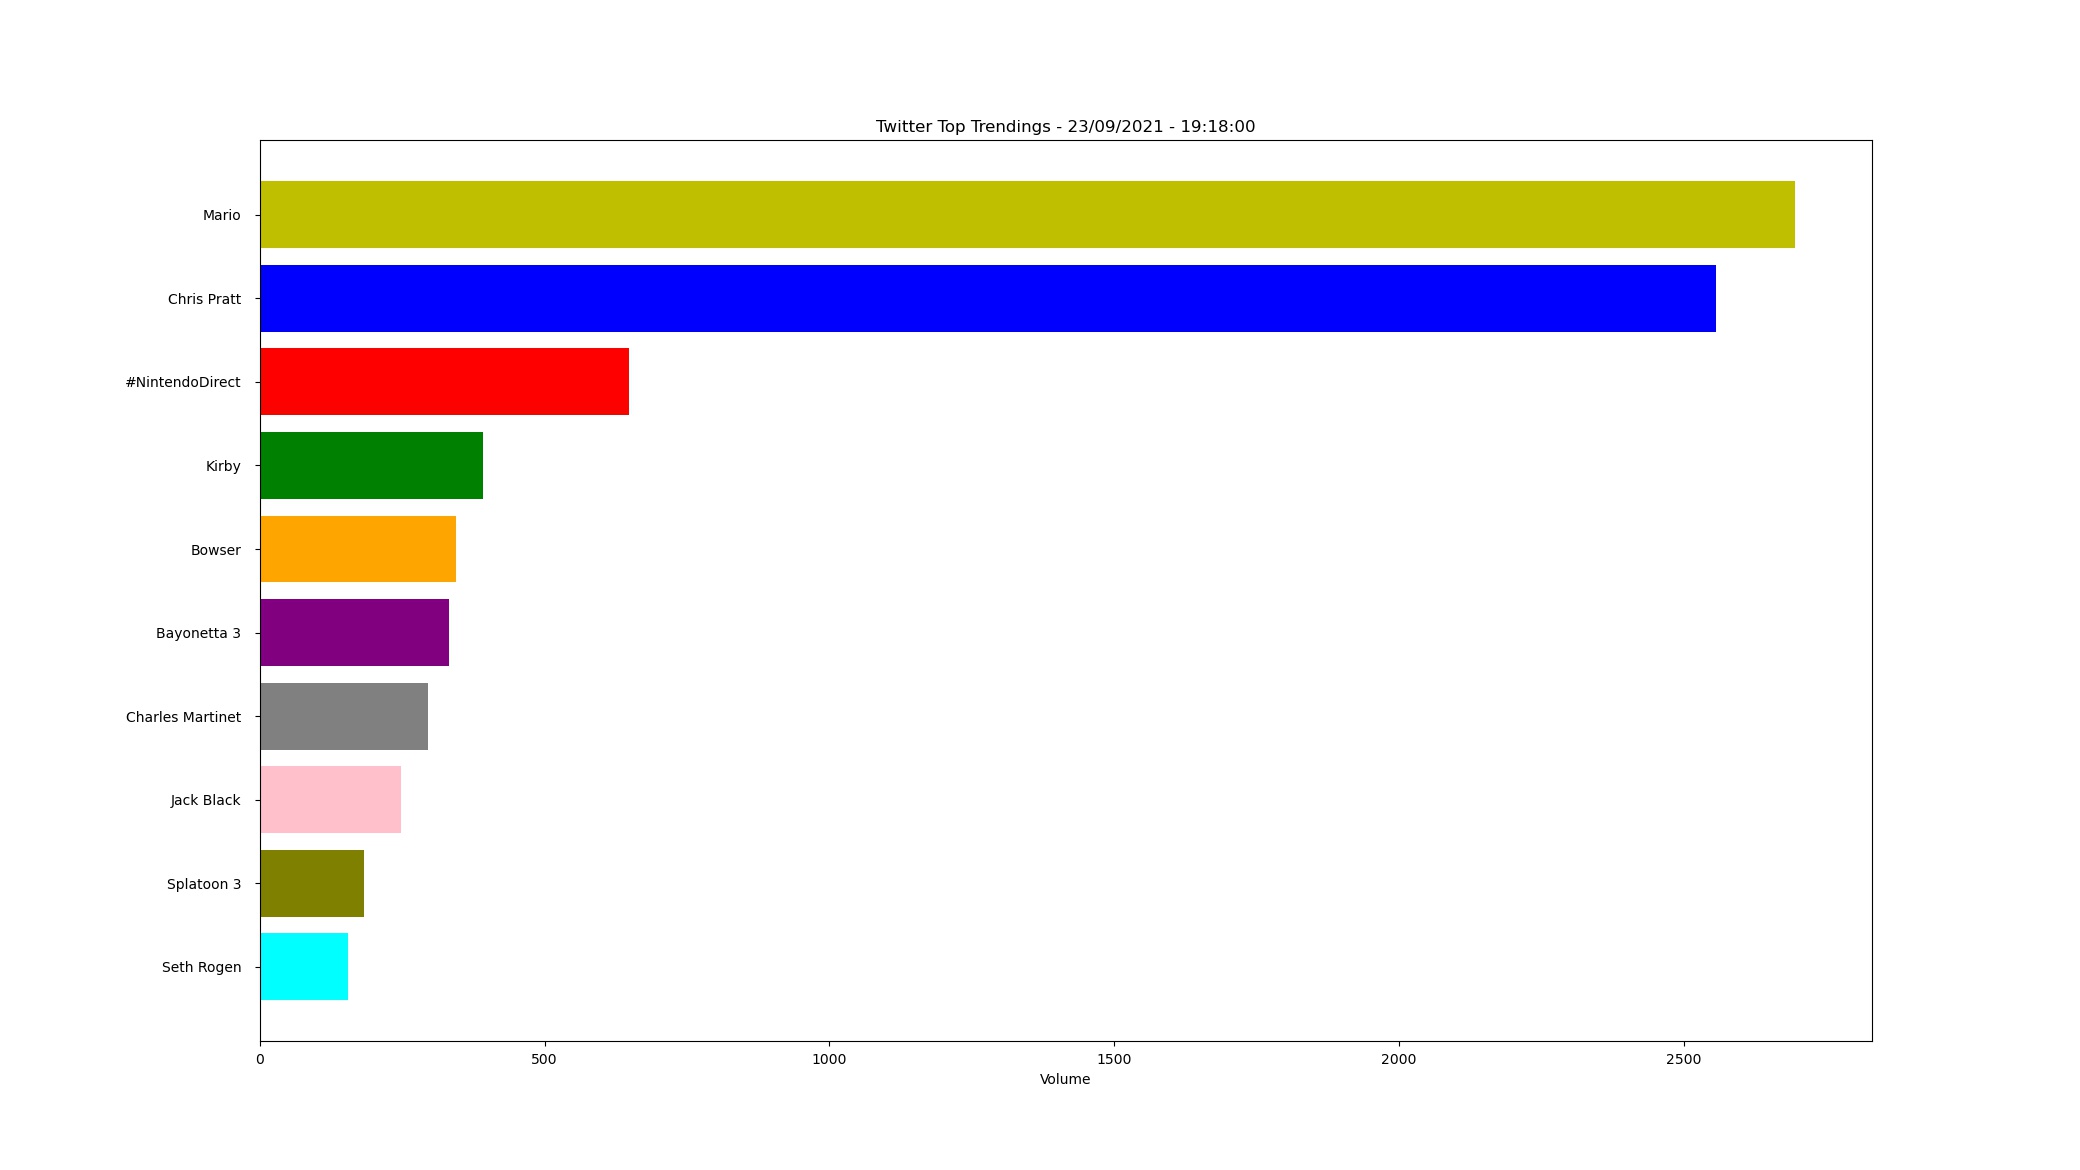 Twitter Top Trendings - 23/09/2021 - 19:18:00
Mario
Chris Pratt
#NintendoDirect
Kirby
Bowser
Bayonetta 3
Charles Martinet
Jack Black
Splatoon 3
Seth Rogen
0 500 1000 1500 2000 2500
Volume